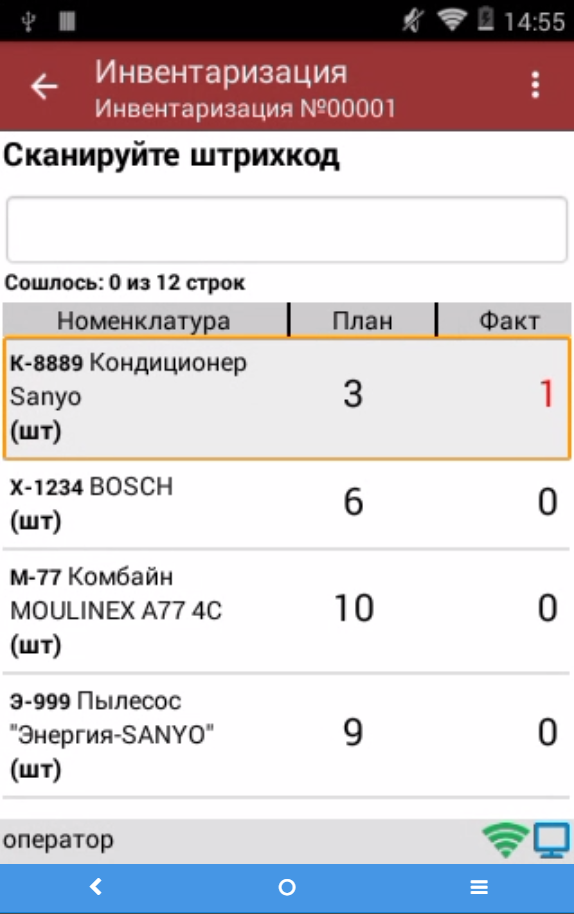 14:55
Инвентаризация
Инвентаризация №00001
Сканируйте штрихкод
Сошлось: 0 из 12 строк
Номенклатура План Факт
К-8889 Кондиционер
Sanyo
(шт)
3 1
Х-1234 BOSCH
(шт)
6 0
М-77 Комбайн
MOULINEX A77 4C
(шт)
10 0
Э-999 Пылесос
"Энергия-SANYO"
(шт)
9 0
оператор